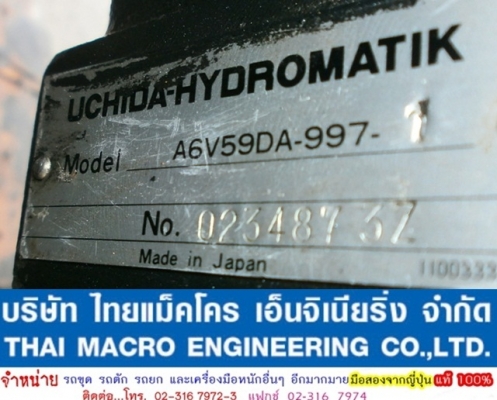 UCHIDA-HYDROMATIK
Model A6V59DA-997-1
No. 023487 3Z
Made in Japan 1100333
บริษัท ไทยแม็คโคร เอ็นจิเนียริ่ง จำกัด
THAI MACRO ENGINEERING CO.,LTD.
จำหน่าย รถขุด รถตัก รถยก และเครื่องมือหนักอื่นๆ อีกมากมาย มือสองจากญี่ปุ่น แท้ 100%
ติดต่อ...โทร. 02-316 7972-3 แฟกซ์ 02-316 7974